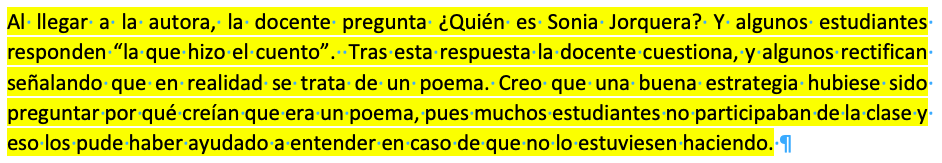 Al llegar a la autora, la docente pregunta ¿Quién es Sonia Jorquera? Y algunos estudiantes
responden “la que hizo el cuento”.  Tras esta respuesta la docente cuestiona, y algunos rectifican
señalando que en realidad se trata de un poema. Creo que una buena estrategia hubiese sido
preguntar por qué creían que era un poema, pues muchos estudiantes no participaban de la clase y
eso los pude haber ayudado a entender en caso de que no lo estuviesen haciendo. ¶